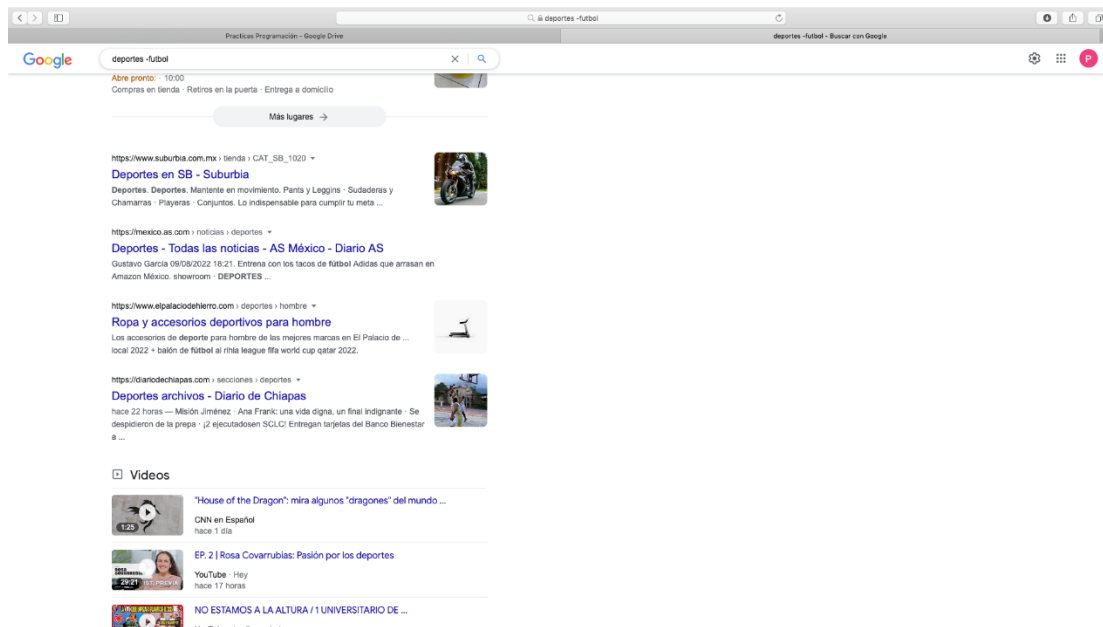 deportes -futbol
Practicas Programación - Google Drive
deportes -futbol - Buscar con Google
Google
deportes -futbol
P
Abre pronto: · 10:00
Compras en tienda · Retiros en la puerta · Entrega a domicilio
Más lugares →
https://www.suburbia.com.mx › tienda › CAT_SB_1020
Deportes en SB - Suburbia
Deportes. Deportes. Mantente en movimiento. Pants y Leggins · Sudaderas y
Chamarras · Playeras · Conjuntos. Lo indispensable para cumplir tu meta ...
https://mexico.as.com › noticias › deportes
Deportes - Todas las noticias - AS México - Diario AS
Gustavo García 09/08/2022 18:21. Entrena con los tacos de fútbol Adidas que arrasan en
Amazon México. showroom · DEPORTES ...
https://www.elpalaciodehierro.com › deportes › hombre
Ropa y accesorios deportivos para hombre
Los accesorios de deporte para hombre de las mejores marcas en El Palacio de ...
local 2022 + balón de fútbol al rihla league fifa world cup qatar 2022.
https://diariodechiapas.com › secciones › deportes
Deportes archivos - Diario de Chiapas
hace 22 horas — Misión Jiménez · Ana Frank: una vida digna, un final indignante · Se
despidieron de la prepa · ¡2 ejecutadosen SCLC! Entregan tarjetas del Banco Bienestar
a ...
Videos
"House of the Dragon": mira algunos "dragones" del mundo ...
CNN en Español
hace 1 día
1:25
EP. 2 | Rosa Covarrubias: Pasión por los deportes
YouTube · Hey
hace 17 horas
29:21
NO ESTAMOS A LA ALTURA / 1 UNIVERSITARIO DE ...